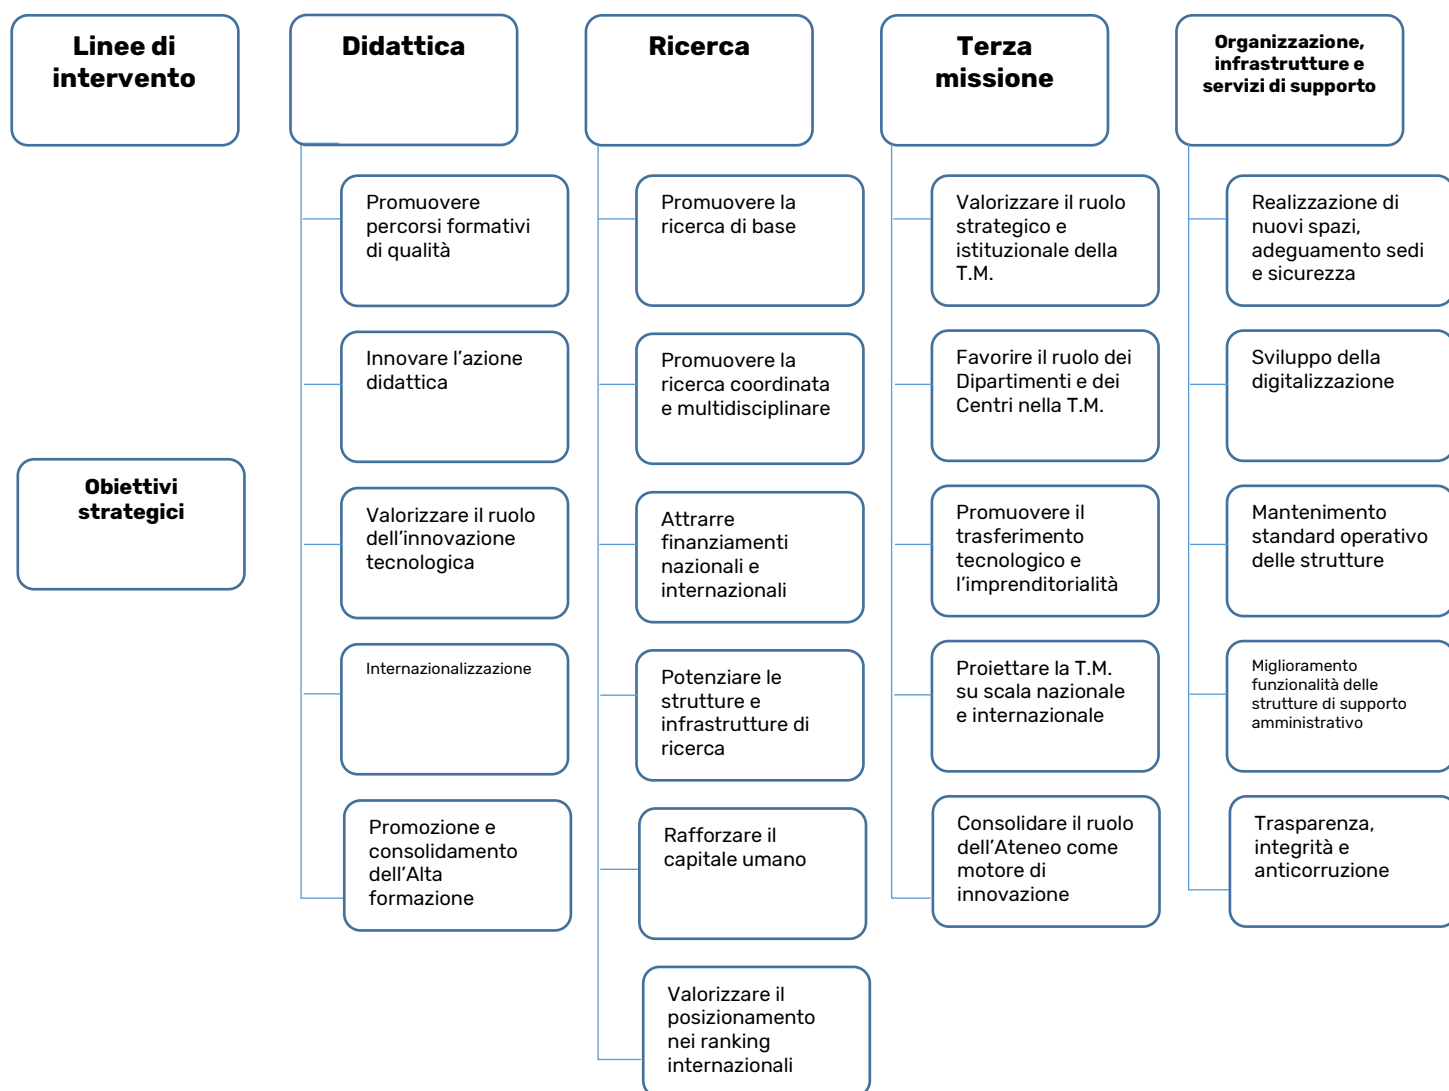 Linee di
intervento
Didattica
Ricerca
Terza
missione
Organizzazione,
infrastrutture e
servizi di supporto
Obiettivi
strategici
Promuovere
percorsi formativi
di qualità
Innovare l’azione
didattica
Valorizzare il ruolo
dell’innovazione
tecnologica
Internazionalizzazione
Promozione e
consolidamento
dell’Alta
formazione
Promuovere la
ricerca di base
Promuovere la
ricerca coordinata
e multidisciplinare
Attrarre
finanziamenti
nazionali e
internazionali
Potenziare le
strutture e
infrastrutture di
ricerca
Rafforzare il
capitale umano
Valorizzare il
posizionamento
nei ranking
internazionali
Valorizzare il ruolo
strategico e
istituzionale della
T.M.
Favorire il ruolo dei
Dipartimenti e dei
Centri nella T.M.
Promuovere il
trasferimento
tecnologico e
l’imprenditorialità
Proiettare la T.M.
su scala nazionale
e internazionale
Consolidare il ruolo
dell’Ateneo come
motore di
innovazione
Realizzazione di
nuovi spazi,
adeguamento sedi
e sicurezza
Sviluppo della
digitalizzazione
Mantenimento
standard operativo
delle strutture
Miglioramento
funzionalità delle
strutture di supporto
amministrativo
Trasparenza,
integrità e
anticorruzione